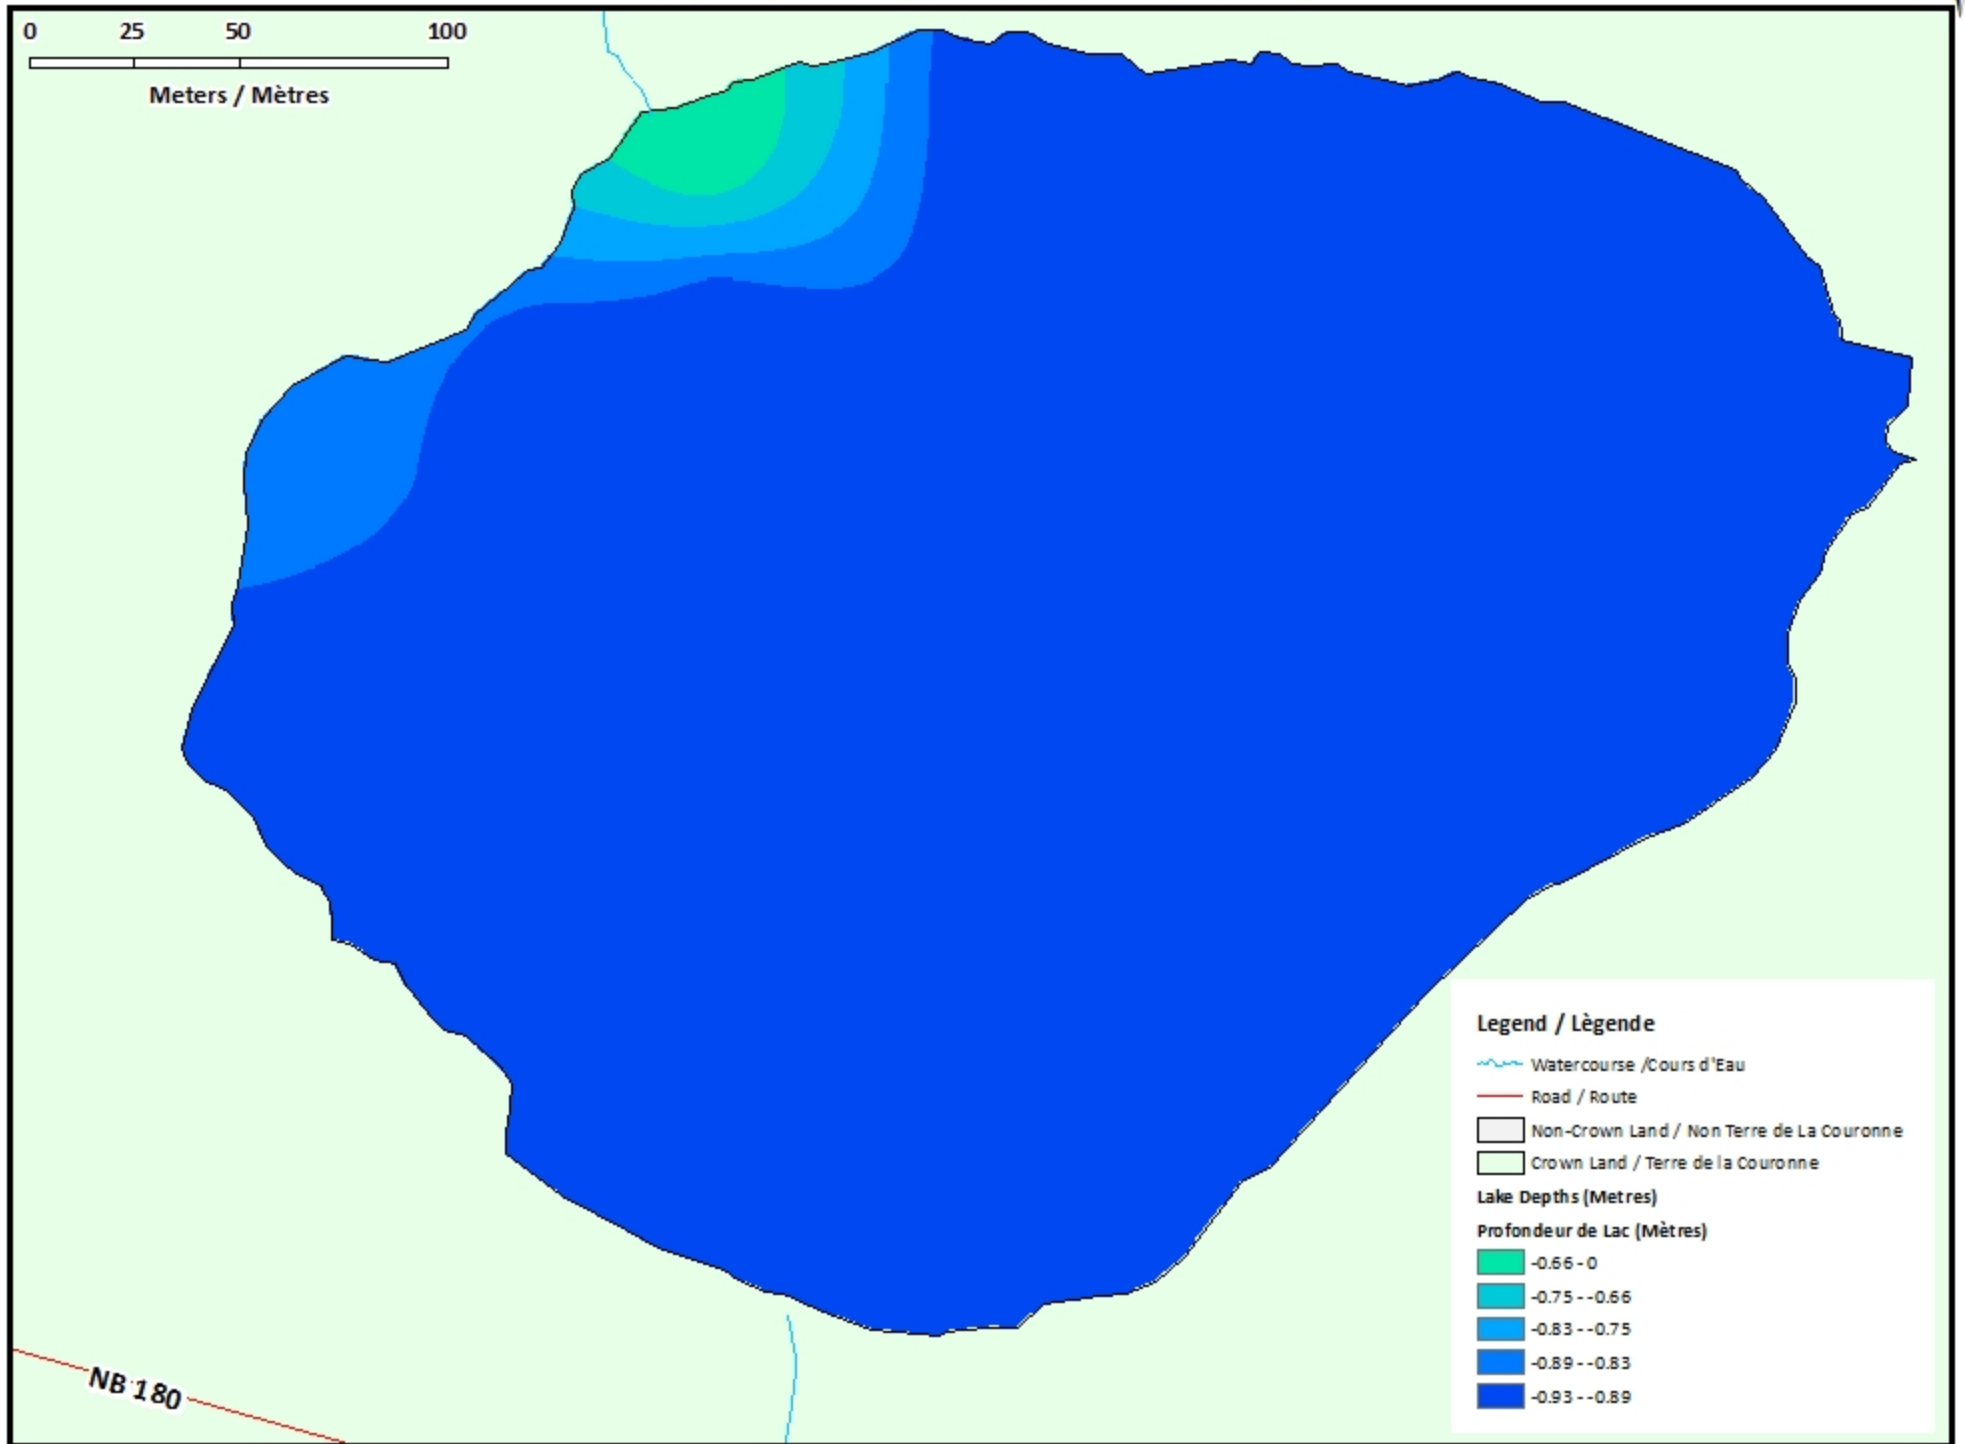 0 25 50 100
Meters / Mètres
NB 180
Legend / Lègende
Watercourse /Cours d'Eau
Road / Route
Non-Crown Land / Non Terre de La Couronne
Crown Land / Terre de la Couronne
Lake Depths (Metres)
Profondeur de Lac (Mètres)
-0.66 - 0
-0.75 - -0.66
-0.83 - -0.75
-0.89 - -0.83
-0.93 - -0.89